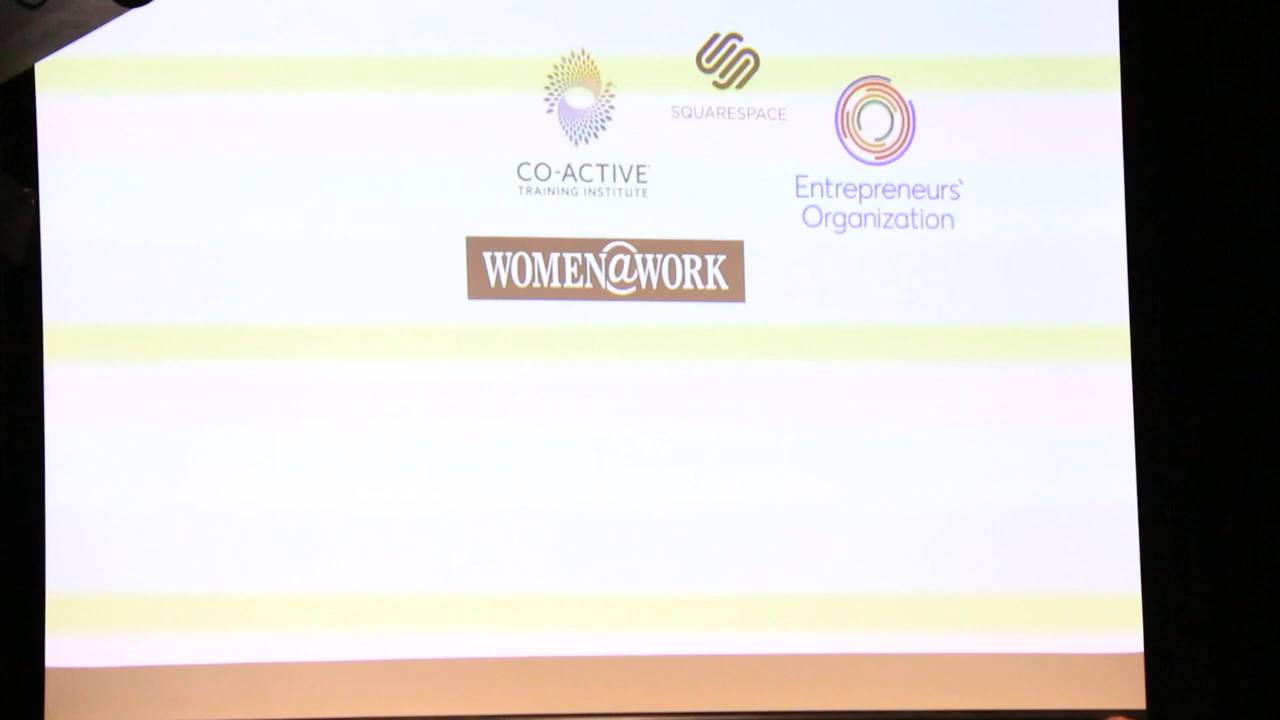 SQUARESPACE
CO-ACTIVE
TRAINING INSTITUTE
Entrepreneurs`
Organization
WOMEN@WORK